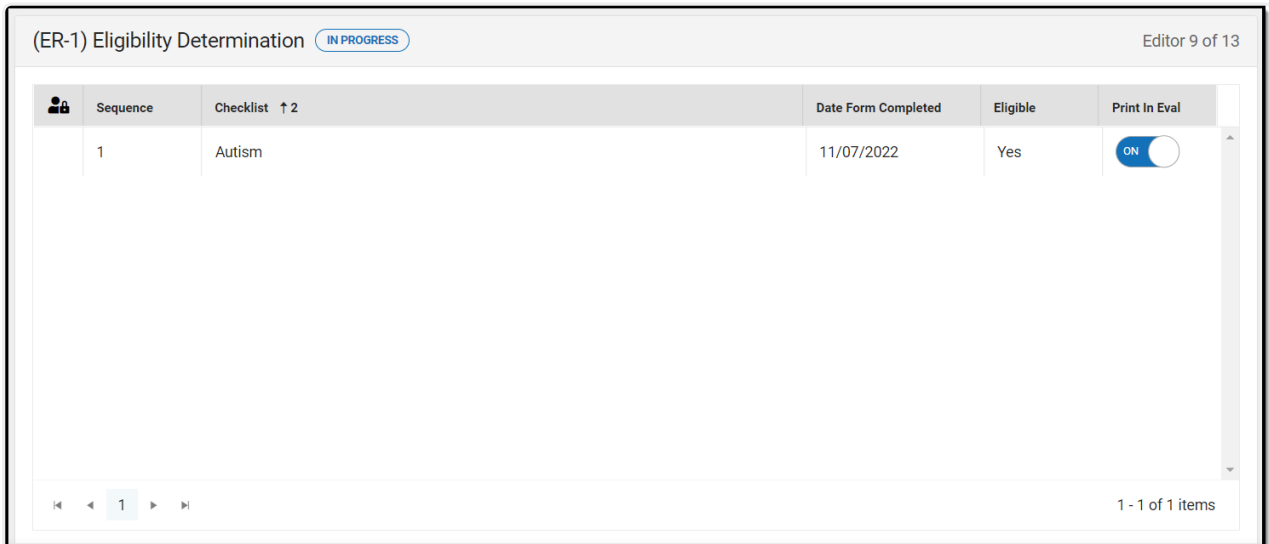 (ER-1) Eligibility Determination IN PROGRESS Editor 9 of 13
Sequence Checklist ↑ 2 Date Form Completed Eligible Print In Eval
1 Autism 11/07/2022 Yes ON
1 1 - 1 of 1 items